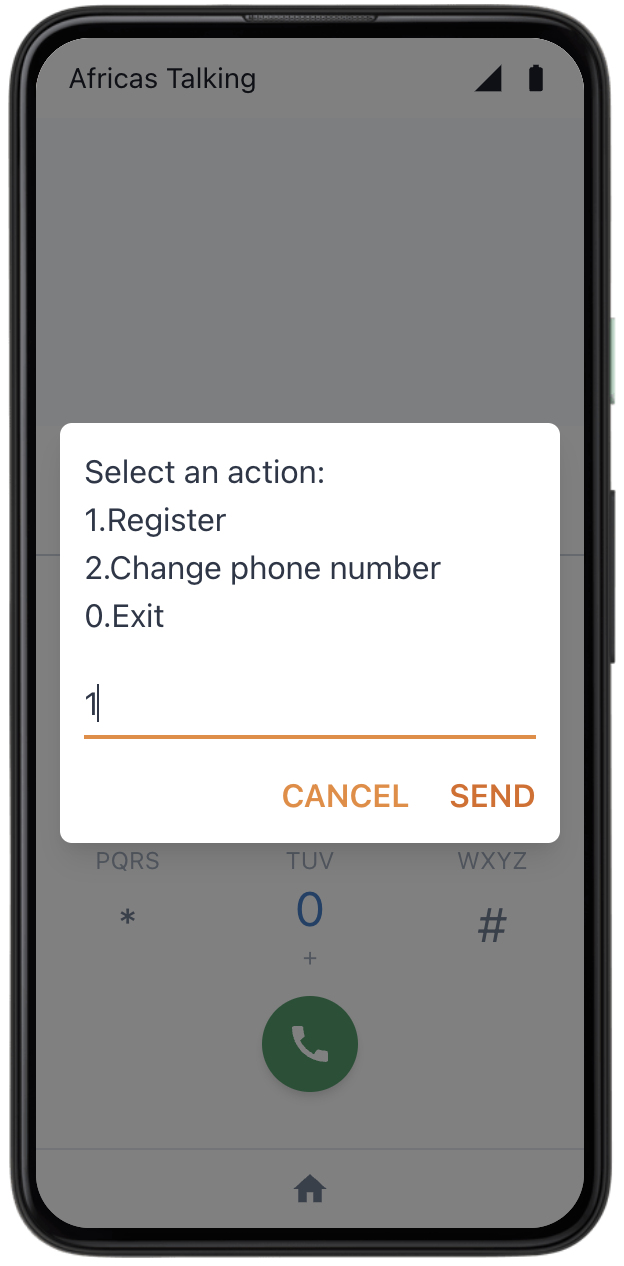 Africas Talking
Select an action:
1.Register
2.Change phone number
0.Exit
1
CANCEL SEND
PQRS TUV WXYZ
* 0 #
+